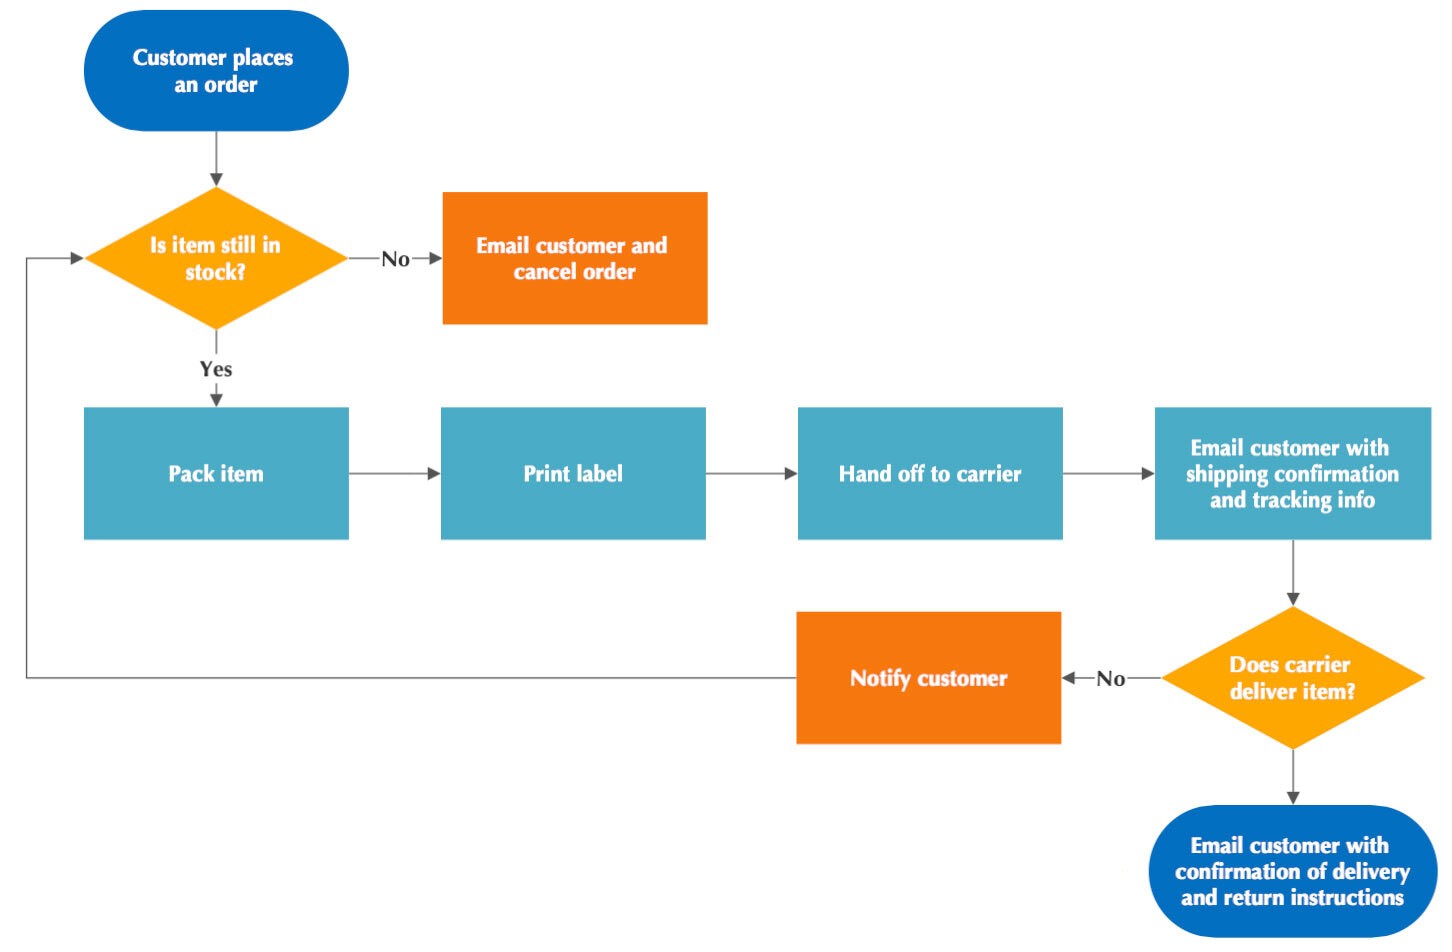 Customer places
an order
Is item still in
stock?
No
Email customer and
cancel order
Yes
Pack item
Print label
Hand off to carrier
Email customer with
shipping confirmation
and tracking info
Does carrier
deliver item?
No
Notify customer
Email customer with
confirmation of delivery
and return instructions